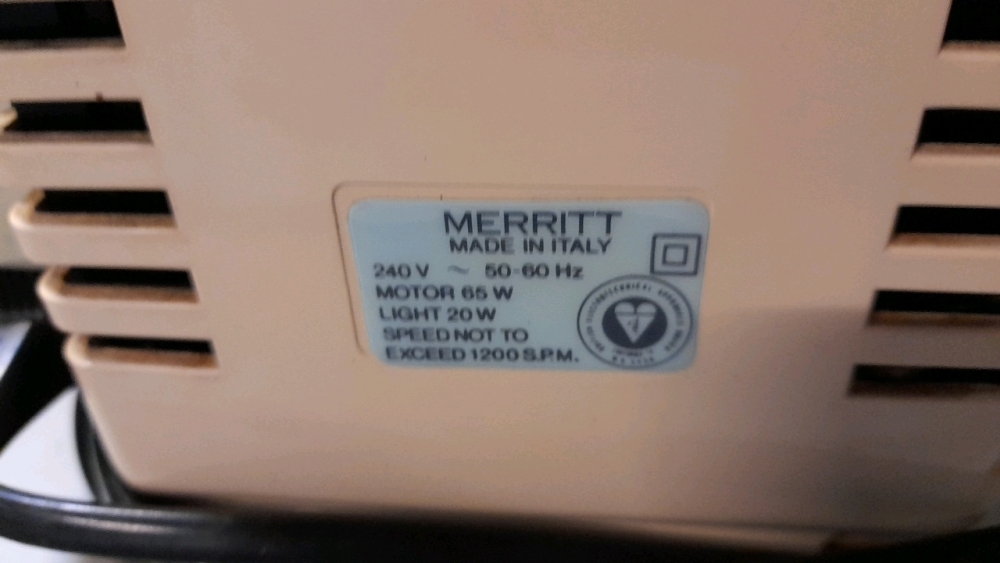 MERRITT
MADE IN ITALY
240 V ~ 50-60 Hz
MOTOR 65 W
LIGHT 20 W
SPEED NOT TO
EXCEED 1200 S.P.M.